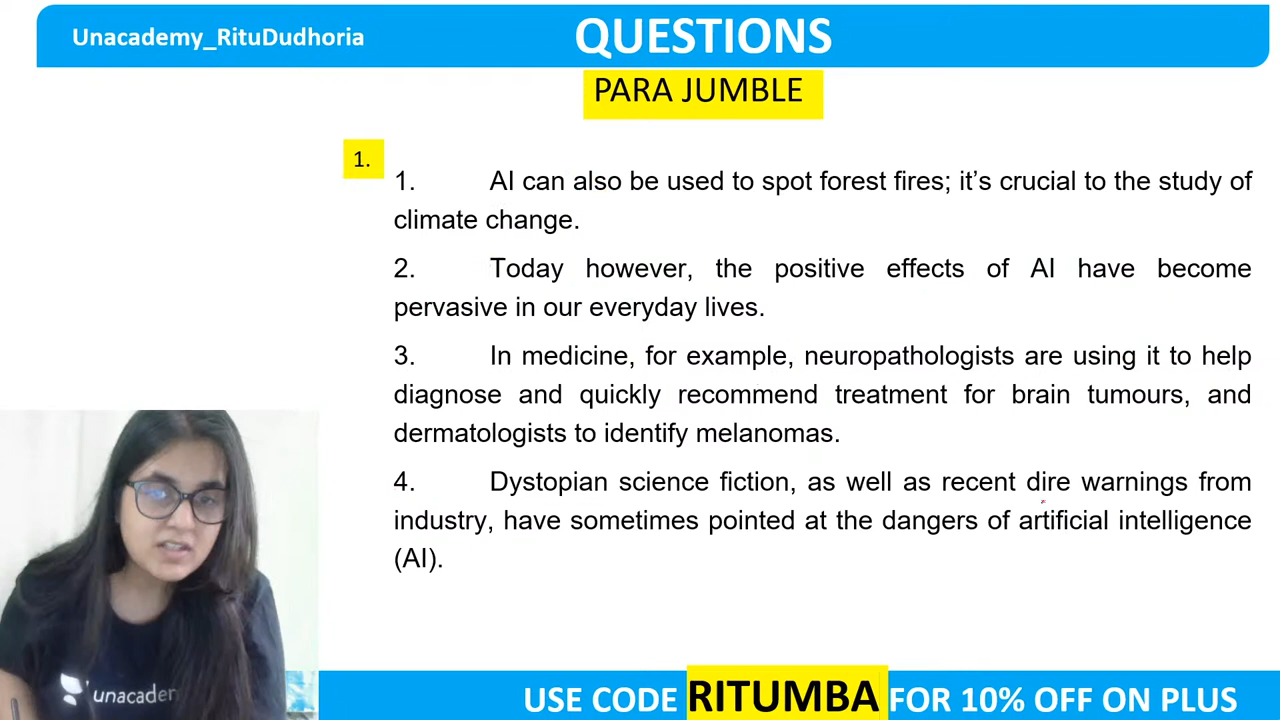 Unacademy_RituDudhoria
QUESTIONS
PARA JUMBLE
1.
1. AI can also be used to spot forest fires; it’s crucial to the study of
climate change.
2. Today however, the positive effects of AI have become
pervasive in our everyday lives.
3. In medicine, for example, neuropathologists are using it to help
diagnose and quickly recommend treatment for brain tumours, and
dermatologists to identify melanomas.
4. Dystopian science fiction, as well as recent dire warnings from
industry, have sometimes pointed at the dangers of artificial intelligence
(AI).
unacadem
USE CODE RITUMBA FOR 10% OFF ON PLUS